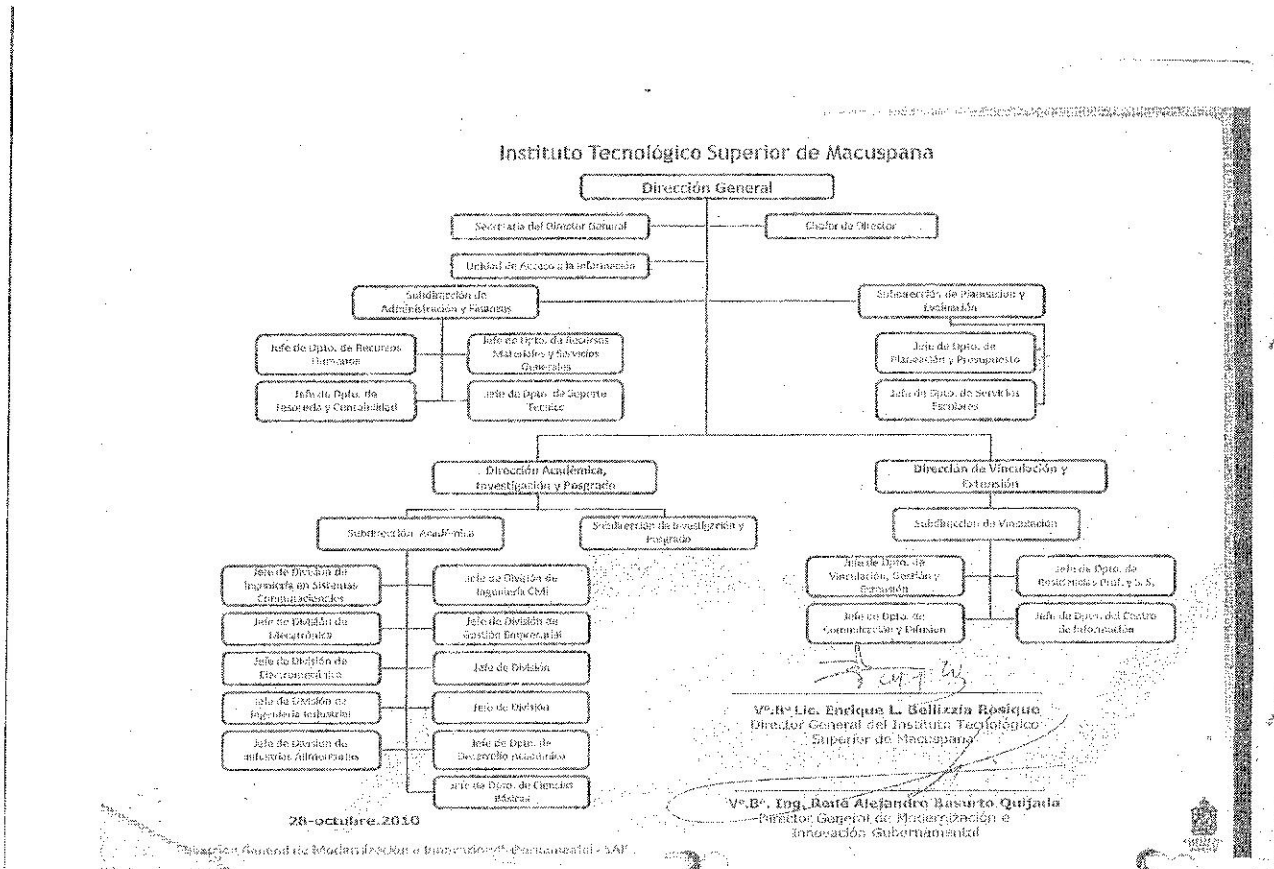 Instituto Tecnológico Superior de Macuspana
Dirección General
Secretaria del Director General
Chofer de Director
Unidad de Acceso a la Información
Subdirección de
Administración y Finanzas
Subdirección de Planeación y
Evaluación
Jefe de Dpto. de Recursos
Humanos
Jefe de Dpto. de Recursos
Materiales y Servicios
Generales
Jefe de Dpto. de
Planeación y Presupuesto
Jefe de Dpto. de
Tesorería y Contabilidad
Jefe de Dpto. de Soporte
Técnico
Jefe de Dpto. de Servicios
Escolares
Dirección Académica,
Investigación y Posgrado
Dirección de Vinculación y
Extensión
Subdirección Académica
Subdirección de Investigación y
Posgrado
Subdirección de Vinculación
Jefe de División de
Ingeniería en Sistemas
Computacionales
Jefe de División de
Ingeniería Civil
Jefe de Dpto. de
Vinculación, Gestión y
Extensión
Jefe de Dpto. de
Residencias Prof. y S. S.
Jefe de División de
Mecatrónica
Jefe de División de
Gestión Empresarial
Jefe de Dpto. de
Comunicación y Difusión
Jefe de Dpto. del Centro
de Información
Jefe de División de
Electromecánica
Jefe de División
Jefe de División de
Ingeniería Industrial
Jefe de División
Jefe de División de
Industrias Alimentarias
Jefe de Dpto. de
Desarrollo Académico
Jefe de Dpto. de Ciencias
Básicas
Vº.Bº Lic. Enrique L. Bellizzia Rosique
Director General del Instituto Tecnológico
Superior de Macuspana
Vº.Bº. Ing. René Alejandro Basurto Quijada
Director General de Modernización e
Innovación Gubernamental
28-octubre.2010
Dirección General de Modernización e Innovación Gubernamental - SAF